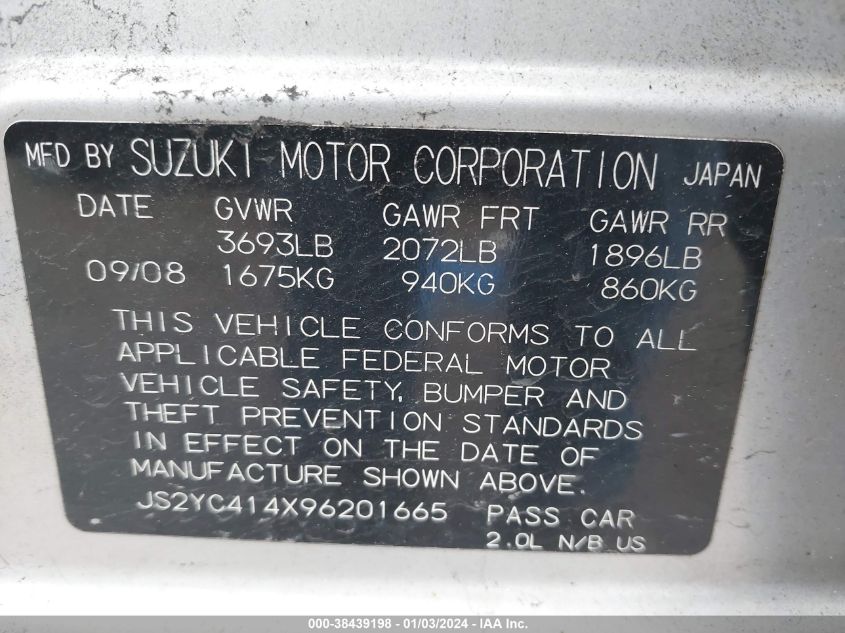 MFD BY SUZUKI MOTOR CORPORATION JAPAN
DATE GVWR GAWR FRT GAWR RR
3693LB 2072LB 1896LB
09/08 1675KG 940KG 860KG
THIS VEHICLE CONFORMS TO ALL
APPLICABLE FEDERAL MOTOR
VEHICLE SAFETY, BUMPER AND
THEFT PREVENTION STANDARDS
IN EFFECT ON THE DATE OF
MANUFACTURE SHOWN ABOVE.
JS2YC414X96201665 PASS CAR
2.0L N/B US
000-38439198 - 01/03/2024 - IAA Inc.